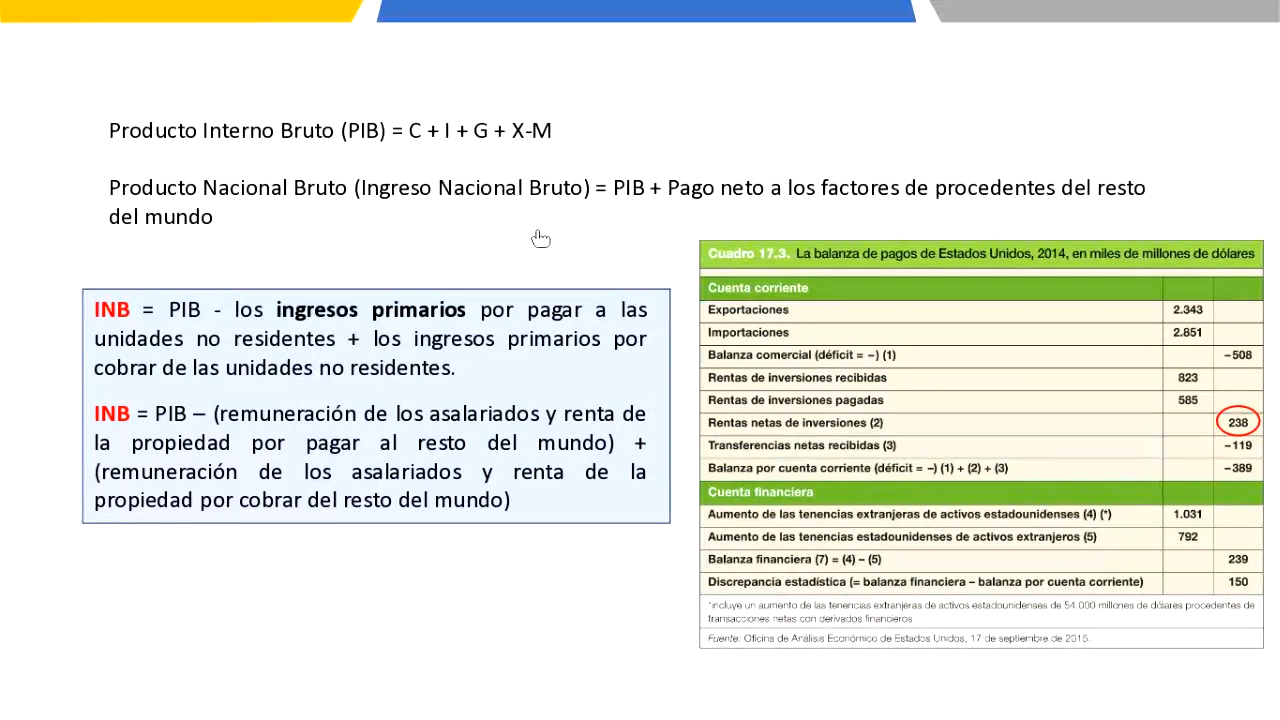 Producto Interno Bruto (PIB) = C + I + G + X-M
Producto Nacional Bruto (Ingreso Nacional Bruto) = PIB + Pago neto a los factores de procedentes del resto
del mundo
INB = PIB - los ingresos primarios por pagar a las
unidades no residentes + los ingresos primarios por
cobrar de las unidades no residentes.
INB = PIB – (remuneración de los asalariados y renta de
la propiedad por pagar al resto del mundo) +
(remuneración de los asalariados y renta de la
propiedad por cobrar del resto del mundo)
Cuadro 17.3. La balanza de pagos de Estados Unidos, 2014, en miles de millones de dólares
Cuenta corriente
Exportaciones 2.343
Importaciones 2.851
Balanza comercial (déficit = −) (1) −508
Rentas de inversiones recibidas 823
Rentas de inversiones pagadas 585
Rentas netas de inversiones (2) 238
Transferencias netas recibidas (3) −119
Balanza por cuenta corriente (déficit = −) (1) + (2) + (3) −389
Cuenta financiera
Aumento de las tenencias extranjeras de activos estadounidenses (4) (*) 1.031
Aumento de las tenencias estadounidenses de activos extranjeros (5) 792
Balanza financiera (7) = (4) − (5) 239
Discrepancia estadística (= balanza financiera − balanza por cuenta corriente) 150
*Incluye un aumento de las tenencias extranjeras de activos estadounidenses de 54.000 millones de dólares procedentes de
transacciones netas con derivados financieros
Fuente: Oficina de Análisis Económico de Estados Unidos, 17 de septiembre de 2015.